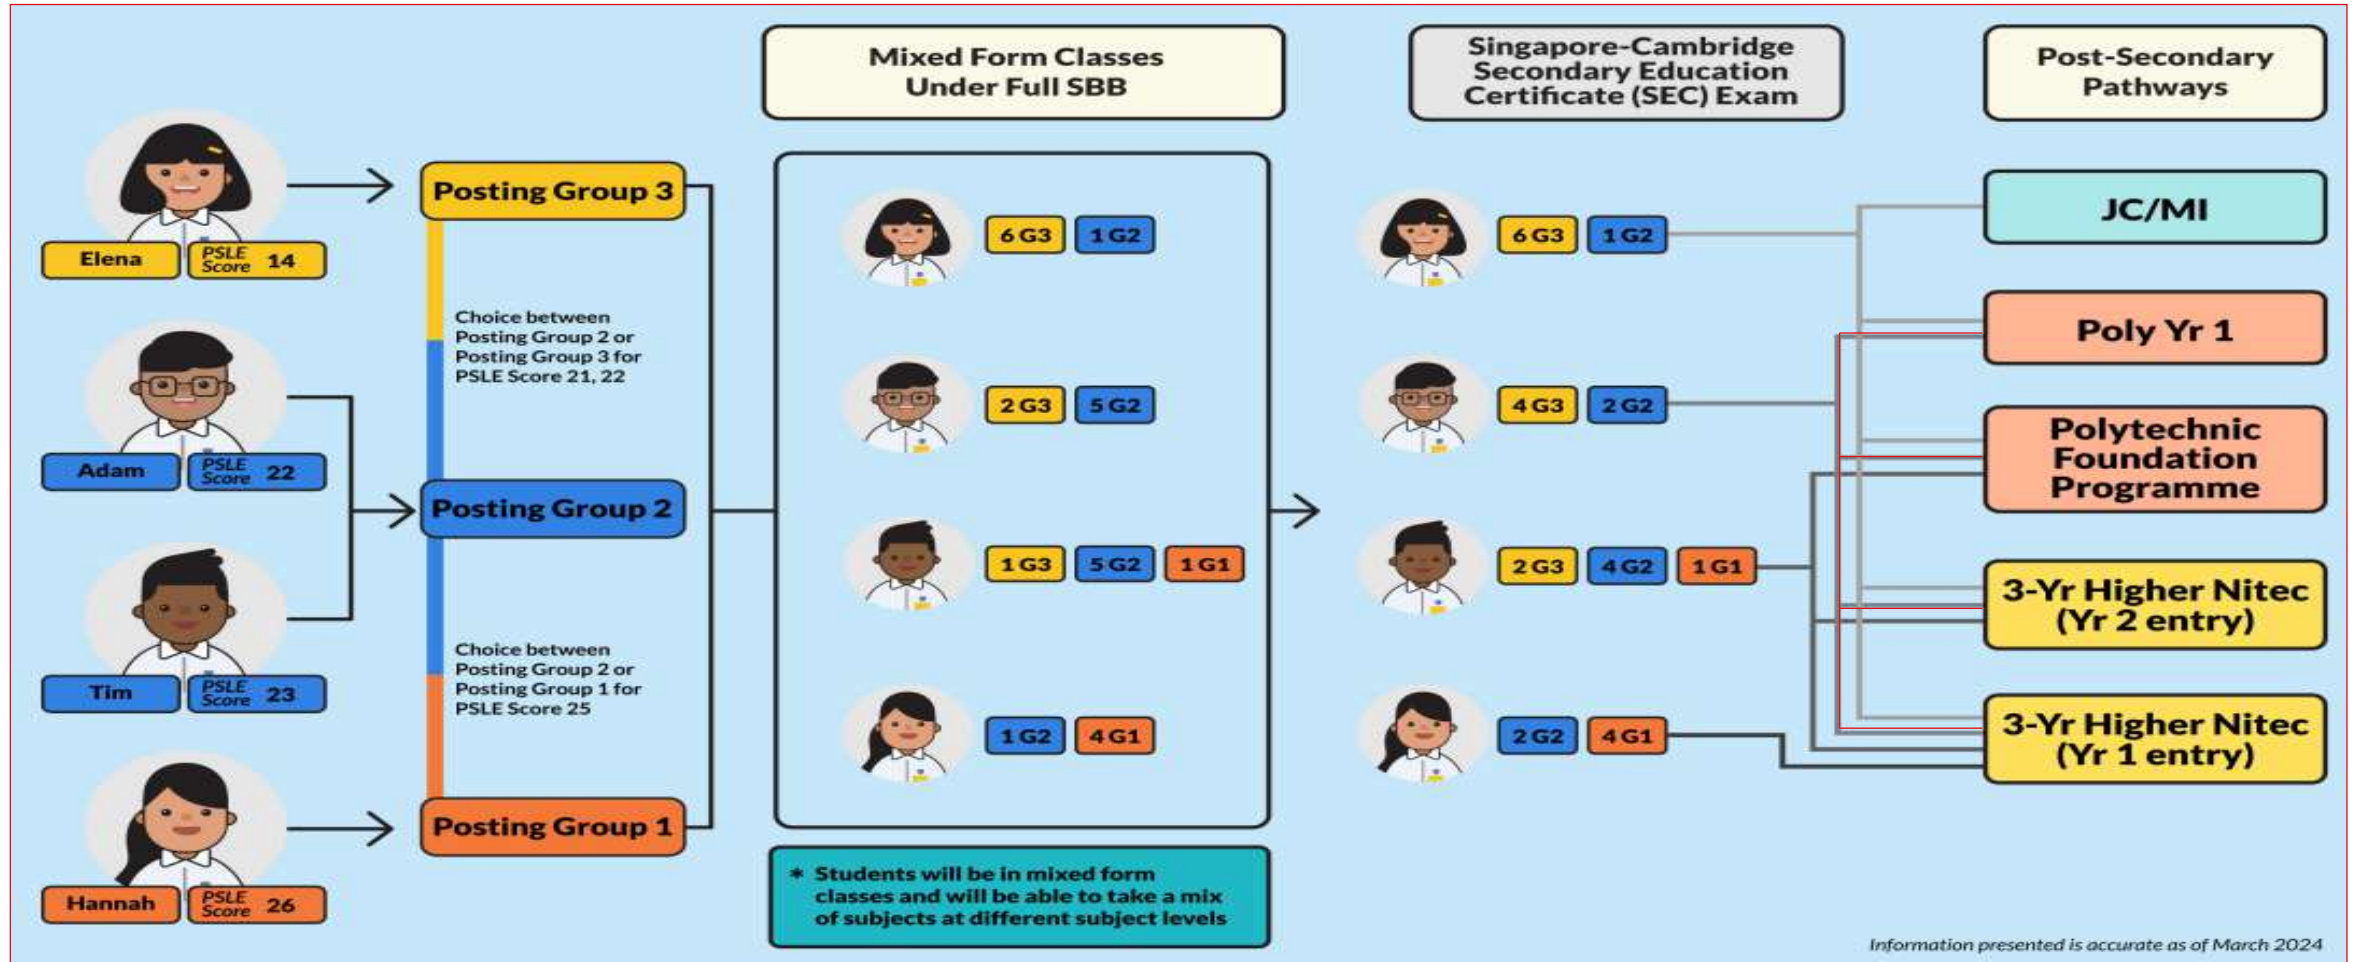 Mixed Form Classes
Under Full SBB
Singapore-Cambridge
Secondary Education
Certificate (SEC) Exam
Post-Secondary
Pathways
Elena
PSLE
Score 14
Adam
PSLE
Score 22
Tim
PSLE
Score 23
Hannah
PSLE
Score 26
Posting Group 3
Choice between
Posting Group 2 or
Posting Group 3 for
PSLE Score 21, 22
Posting Group 2
Choice between
Posting Group 2 or
Posting Group 1 for
PSLE Score 25
Posting Group 1
6 G3 1 G2
2 G3 5 G2
1 G3 5 G2 1 G1
1 G2 4 G1
* Students will be in mixed form
classes and will be able to take a mix
of subjects at different subject levels
6 G3 1 G2
4 G3 2 G2
2 G3 4 G2 1 G1
2 G2 4 G1
JC/MI
Poly Yr 1
Polytechnic
Foundation
Programme
3-Yr Higher Nitec
(Yr 2 entry)
3-Yr Higher Nitec
(Yr 1 entry)
Information presented is accurate as of March 2024